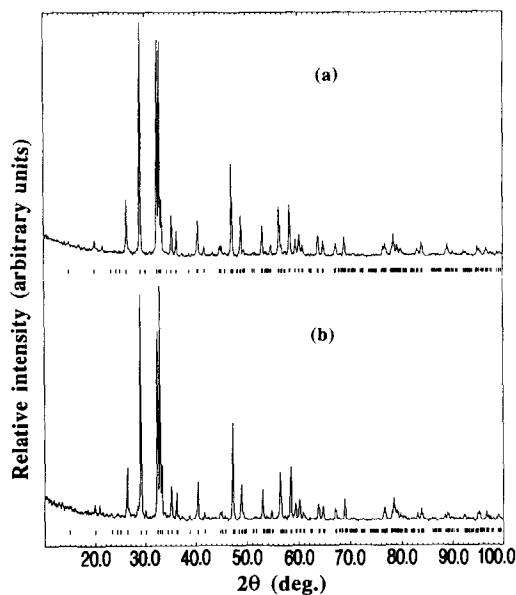 (a)
(b)
Relative intensity (arbitrary units)
20.0 30.0 40.0 50.0 60.0 70.0 80.0 90.0 100.0
2θ (deg.)